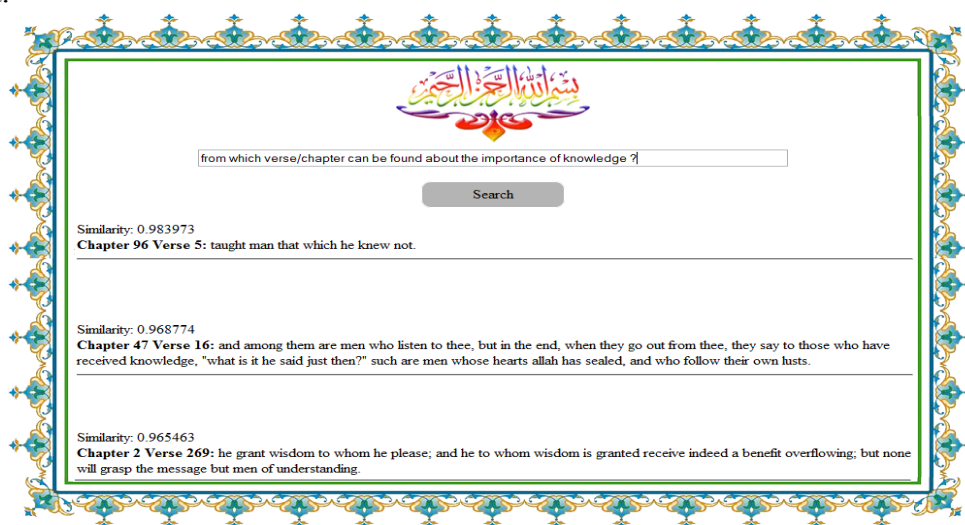 بسم الله الرحمن الرحيم
from which verse/chapter can be found about the importance of knowledge ?
Search
Similarity: 0.983973
Chapter 96 Verse 5: taught man that which he knew not.
Similarity: 0.968774
Chapter 47 Verse 16: and among them are men who listen to thee, but in the end, when they go out from thee, they say to those who have
received knowledge, "what is it he said just then?" such are men whose hearts allah has sealed, and who follow their own lusts.
Similarity: 0.965463
Chapter 2 Verse 269: he grant wisdom to whom he please; and he to whom wisdom is granted receive indeed a benefit overflowing; but none
will grasp the message but men of understanding.